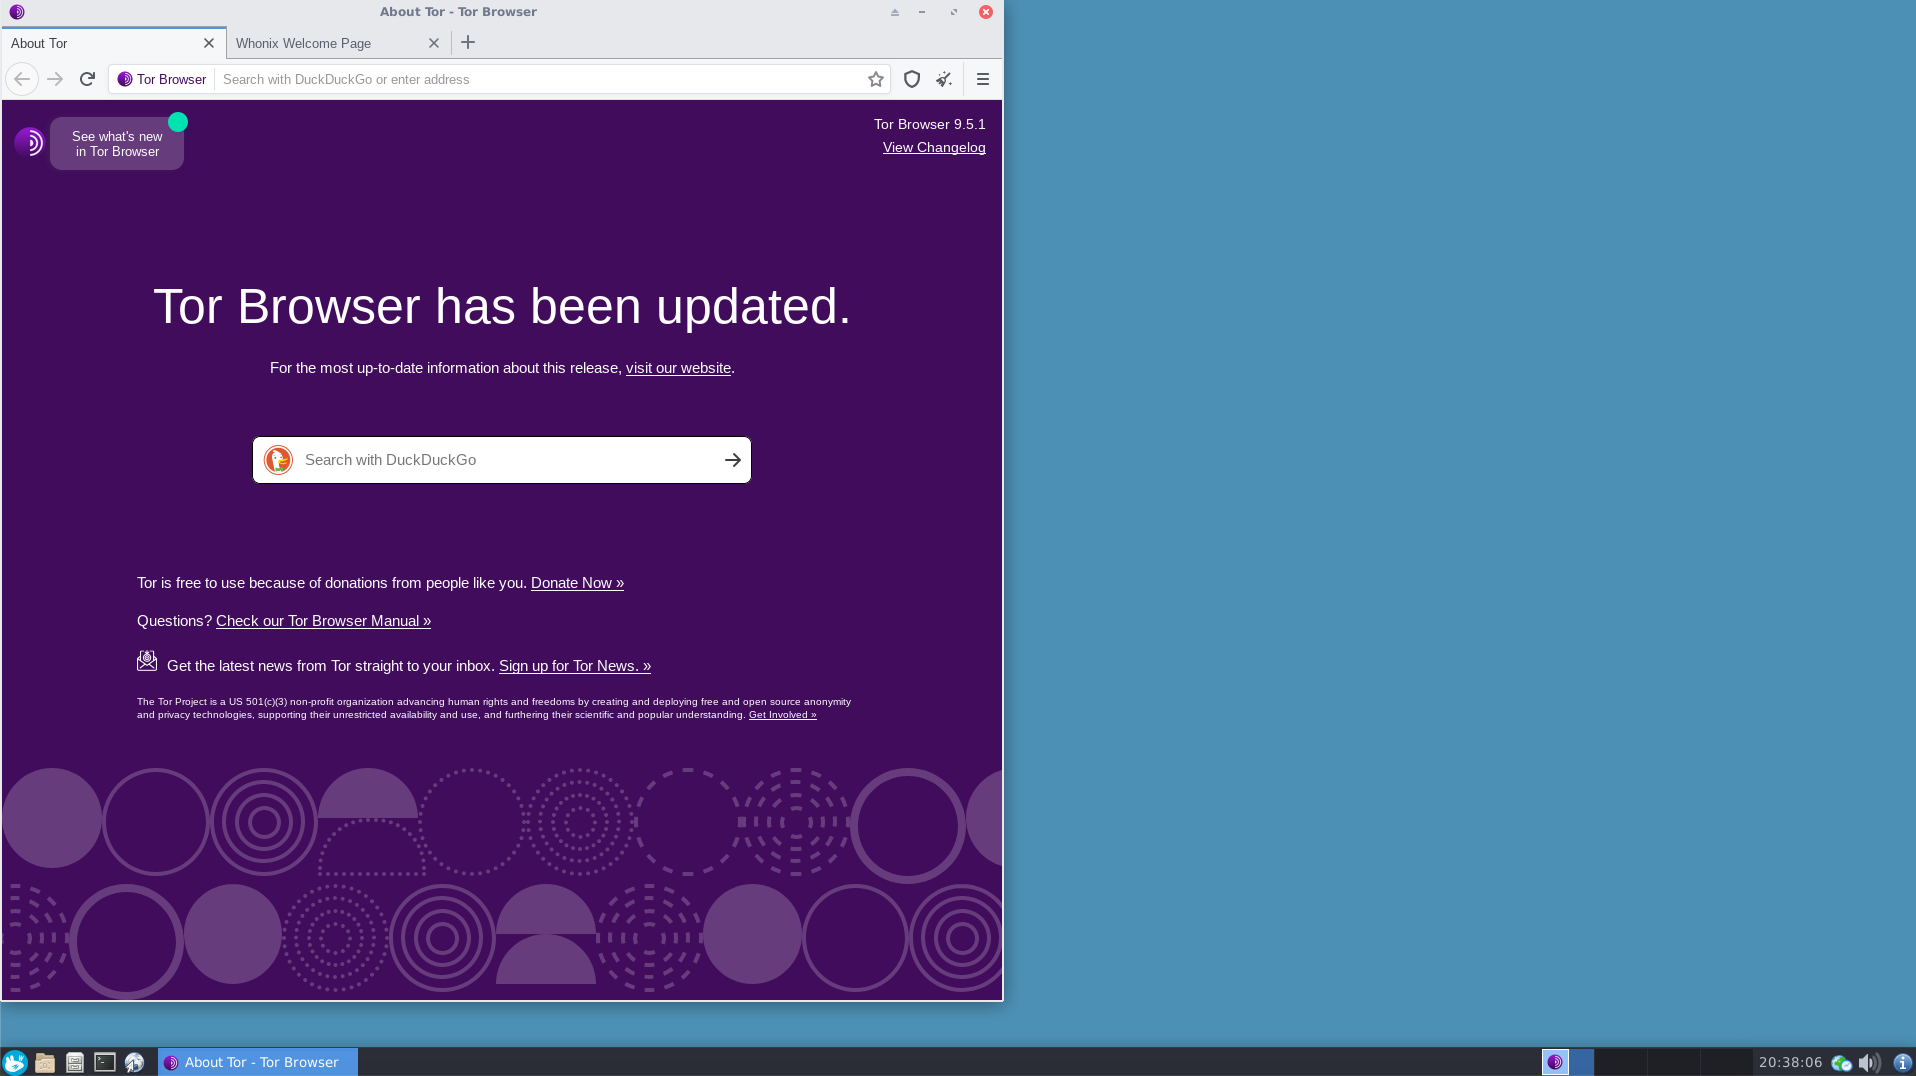 About Tor - Tor Browser
About Tor
Whonix Welcome Page
Tor Browser
Search with DuckDuckGo or enter address
See what's new
in Tor Browser
Tor Browser 9.5.1
View Changelog
Tor Browser has been updated.
For the most up-to-date information about this release, visit our website.
Search with DuckDuckGo
Tor is free to use because of donations from people like you. Donate Now »
Questions? Check our Tor Browser Manual »
Get the latest news from Tor straight to your inbox. Sign up for Tor News. »
The Tor Project is a US 501(c)(3) non-profit organization advancing human rights and freedoms by creating and deploying free and open source anonymity
and privacy technologies, supporting their unrestricted availability and use, and furthering their scientific and popular understanding. Get Involved »
About Tor - Tor Browser
20:38:06